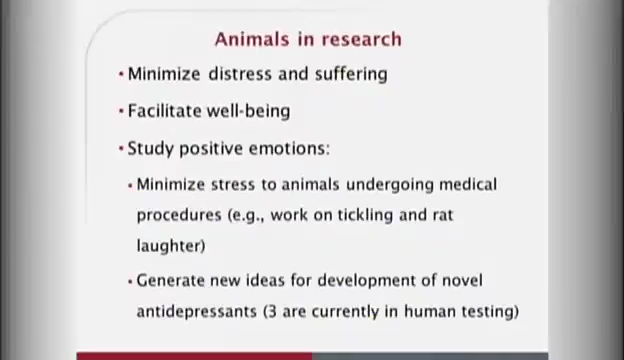 Animals in research
• Minimize distress and suffering
• Facilitate well-being
• Study positive emotions:
• Minimize stress to animals undergoing medical
procedures (e.g., work on tickling and rat
laughter)
• Generate new ideas for development of novel
antidepressants (3 are currently in human testing)